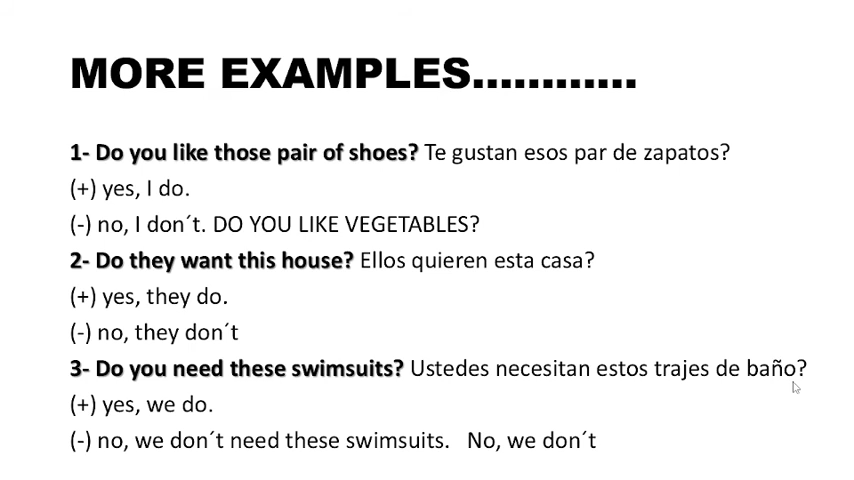 MORE EXAMPLES............
1- Do you like those pair of shoes? Te gustan esos par de zapatos?
(+) yes, I do.
(-) no, I don´t. DO YOU LIKE VEGETABLES?
2- Do they want this house? Ellos quieren esta casa?
(+) yes, they do.
(-) no, they don´t
3- Do you need these swimsuits? Ustedes necesitan estos trajes de baño?
(+) yes, we do.
(-) no, we don´t need these swimsuits.   No, we don´t